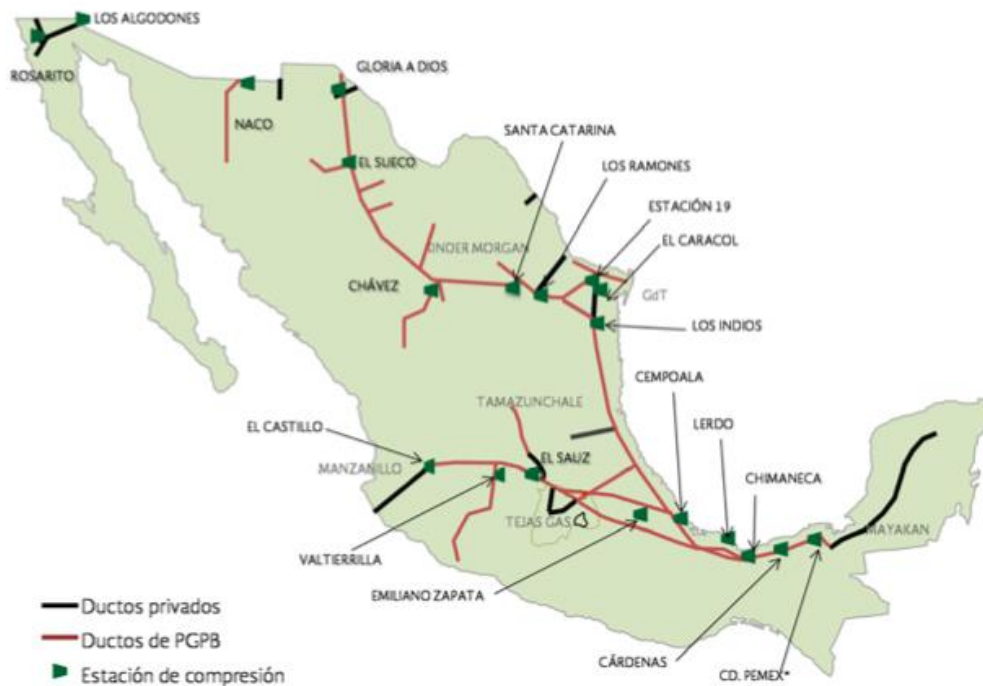 LOS ALGODONES
ROSARITO
NACO
GLORIA A DIOS
EL SUECO
SANTA CATARINA
LOS RAMONES
ESTACIÓN 19
EL CARACOL
GdT
LOS INDIOS
CHÁVEZ
INDER MORGAN
TAMAZUNCHALE
CEMPOALA
LERDO
CHIMANECA
EL CASTILLO
MANZANILLO
EL SAUZ
TEJAS GAS
VALTIERRILLA
EMILIANO ZAPATA
MAYAKAN
CÁRDENAS
CD. PEMEX*
Ductos privados
Ductos de PGPB
Estación de compresión